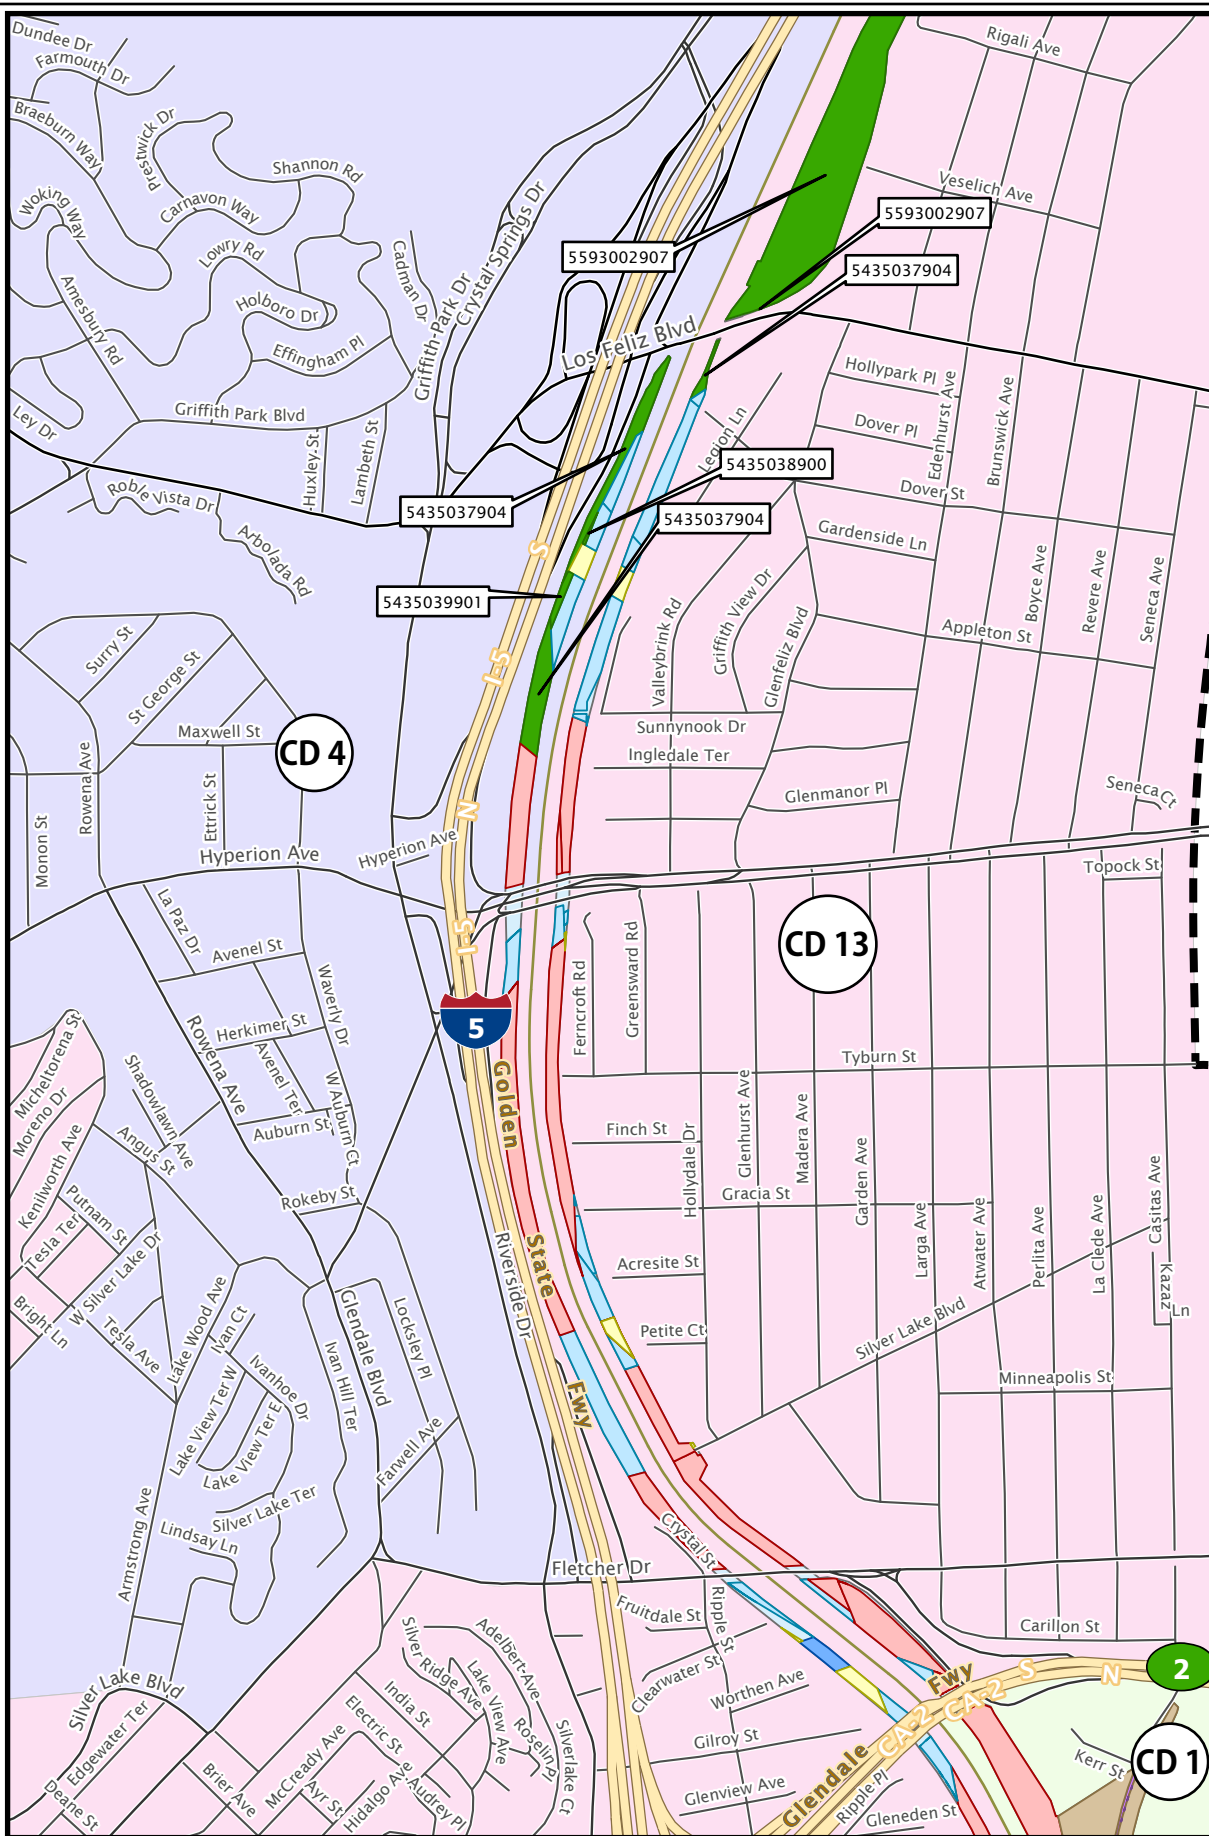 Dundee Dr
Farmouth Dr
Rigali Ave
Braeburn Way
Prestwick Dr
Shannon Rd
Veselich Ave
Woking Way
Carnavon Way
5593002907
Lowry Rd
Cadman Dr
Crystal Springs Dr
5593002907
5435037904
Amesbury Rd
Holboro Dr
Griffith Park Dr
Los Feliz Blvd
Effingham Pl
Hollypark Pl
Ley Dr
Griffith Park Blvd
Dover Pl
Edenhurst Ave
Brunswick Ave
Legion Ln
Huxley St
Lambeth St
5435038900
Roble Vista Dr
Dover St
5435037904
5435037904
Gardenside Ln
Arbolada Rd
S
5435039901
Boyce Ave
Revere Ave
Seneca Ave
Griffith View Dr
Valleybrink Rd
Glenfeliz Blvd
Appleton St
Surry St
St George St
I-5
Maxwell St
CD 4
Sunnynook Dr
Ingledale Ter
Rowena Ave
Ettrick St
Monon St
N
Glenmanor Pl
Seneca Ct
Hyperion Ave
Hyperion Ave
Topock St
La Paz Dr
Avenel St
I-5
CD 13
Greensward Rd
Ferncroft Rd
Waverly Dr
5
Micheltorena St
Herkimer St
Rowena Ave
Avenel Ter
Tyburn St
Moreno Dr
Shadowlawn Ave
W Auburn Ct
Auburn St
Golden
Angus St
Kenilworth Ave
Finch St
Hollydale Dr
Glenhurst Ave
Madera Ave
Garden Ave
Casitas Ave
Putnam St
Rokeby St
Gracia St
Tesla Ter
W Silver Lake Dr
Riverside Dr
State
Larga Ave
Atwater Ave
Perlita Ave
La Clede Ave
Acresite St
Kazaz
Ln
Bright Ln
Tesla Ave
Lake Wood Ave
Ivan Ct
Glendale Blvd
Locksley Pl
Petite Ct
Silver Lake Blvd
Ivan Hill Ter
Ivanhoe Dr
Lake View Ter W
Lake View Ter E
Fwy
Minneapolis St
Farwell Ave
Armstrong Ave
Silver Lake Ter
Lindsay Ln
Crystal St
Fletcher Dr
Fruitdale St
Ripple St
Carillon St
Silver Ridge Ave
Adelbert Ave
Lake View Ave
Clearwater St
Worthen Ave
Fwy
S
N
2
CA-2
CA-2
Silver Lake Blvd
India St
Electric St
Roselin Pl
Silverlake Ct
Gilroy St
Edgewater Ter
McCready Ave
Kerr St
CD 1
Deane St
Brier Ave
Ayr St
Hidalgo Ave
Audrey Pl
Glenview Ave
Glendale
Ripple Pl
Gleneden St